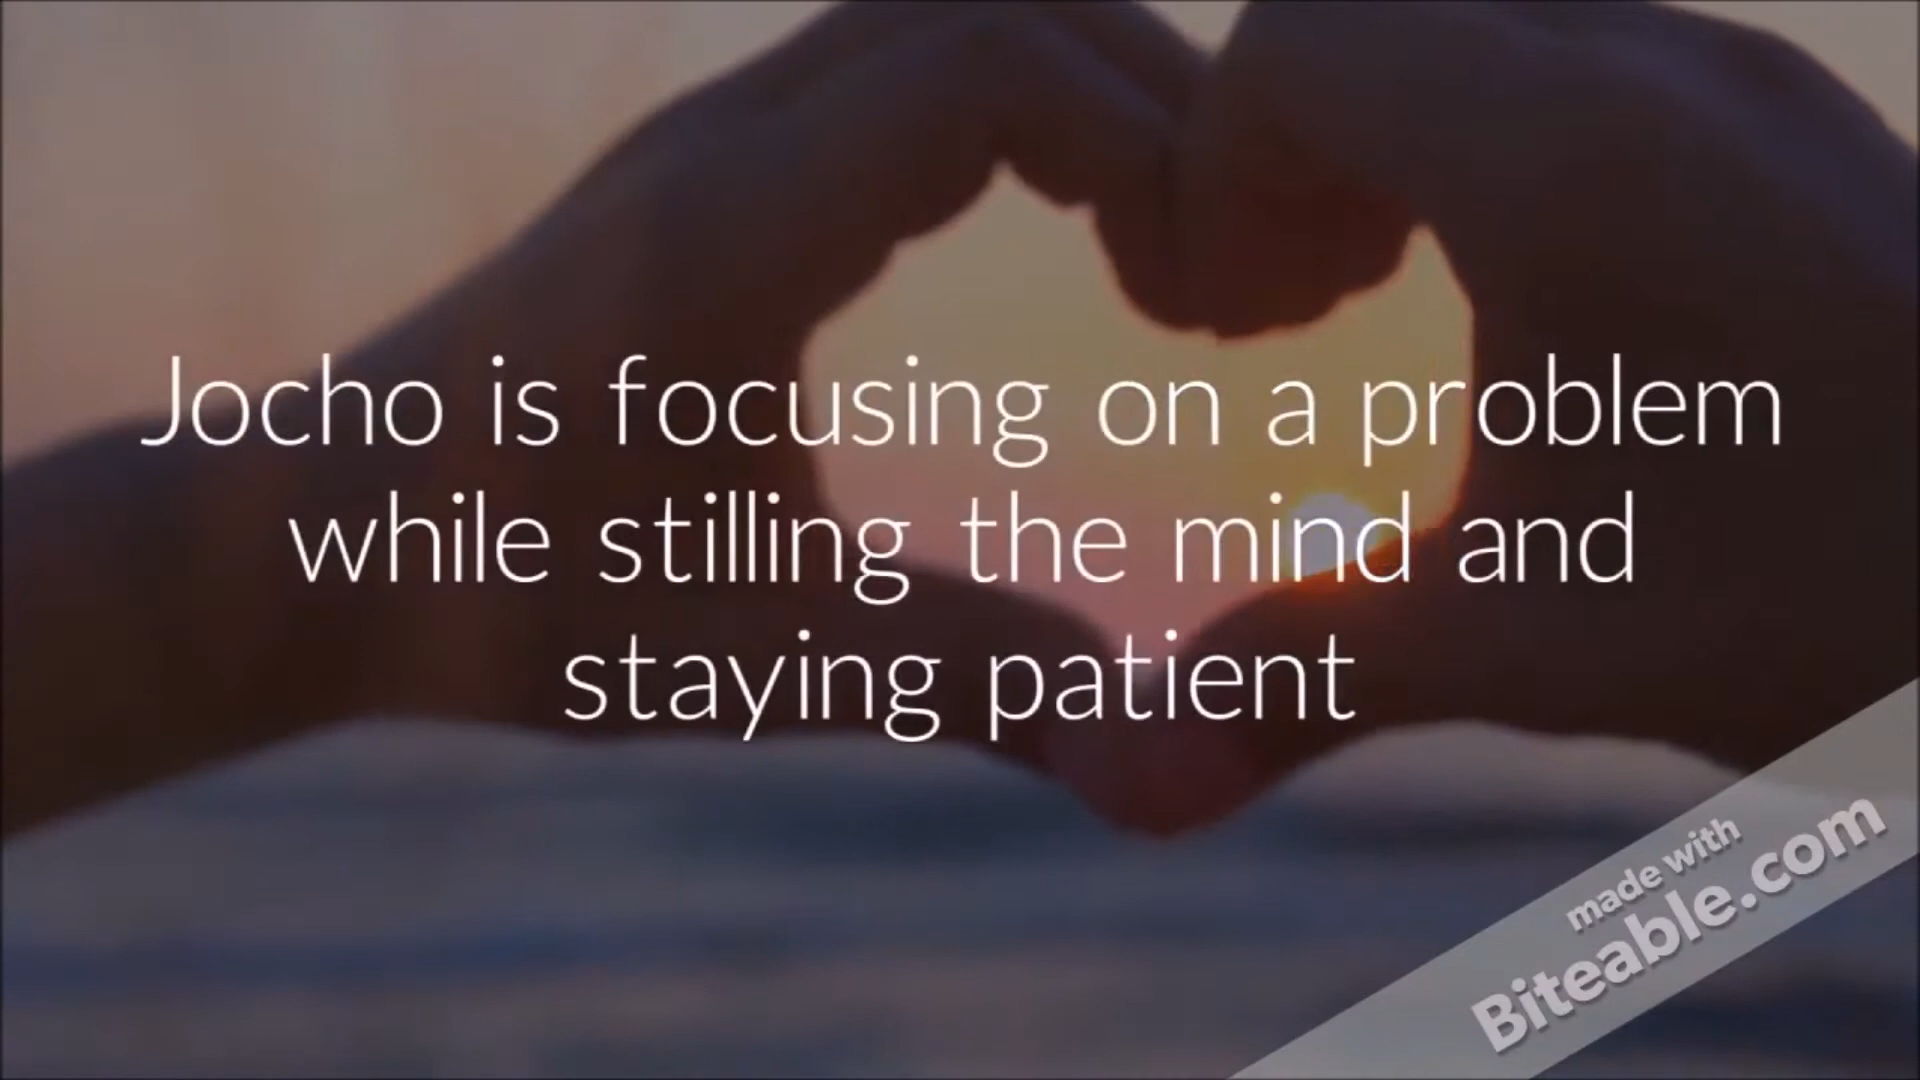 Jocho is focusing on a problem
while stilling the mind and
staying patient
made with
Biteable.com